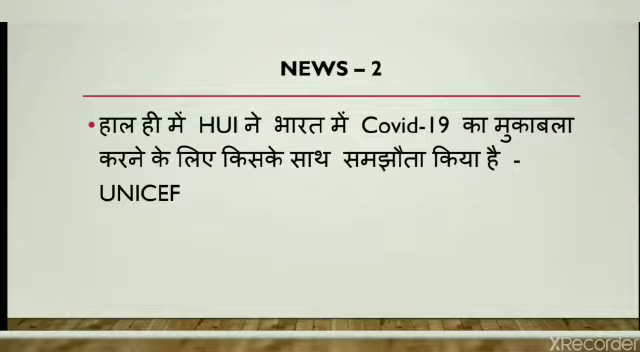 NEWS – 2
•हाल ही में HUI ने भारत में Covid-19 का मुकाबला
करने के लिए किसके साथ समझौता किया है -
UNICEF
XRecorder